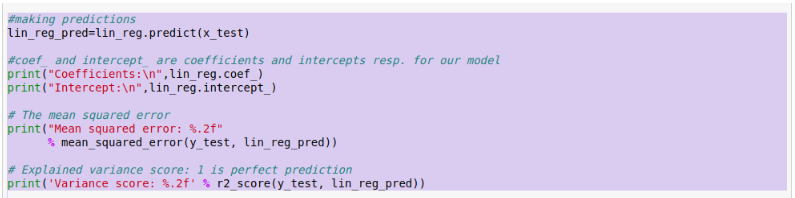 #making predictions
lin_reg_pred=lin_reg.predict(x_test)
#coef_ and intercept_ are coefficients and intercepts resp. for our model
print("Coefficients:\n",lin_reg.coef_)
print("Intercept:\n",lin_reg.intercept_)
# The mean squared error
print("Mean squared error: %.2f"
      % mean_squared_error(y_test, lin_reg_pred))
# Explained variance score: 1 is perfect prediction
print('Variance score: %.2f' % r2_score(y_test, lin_reg_pred))